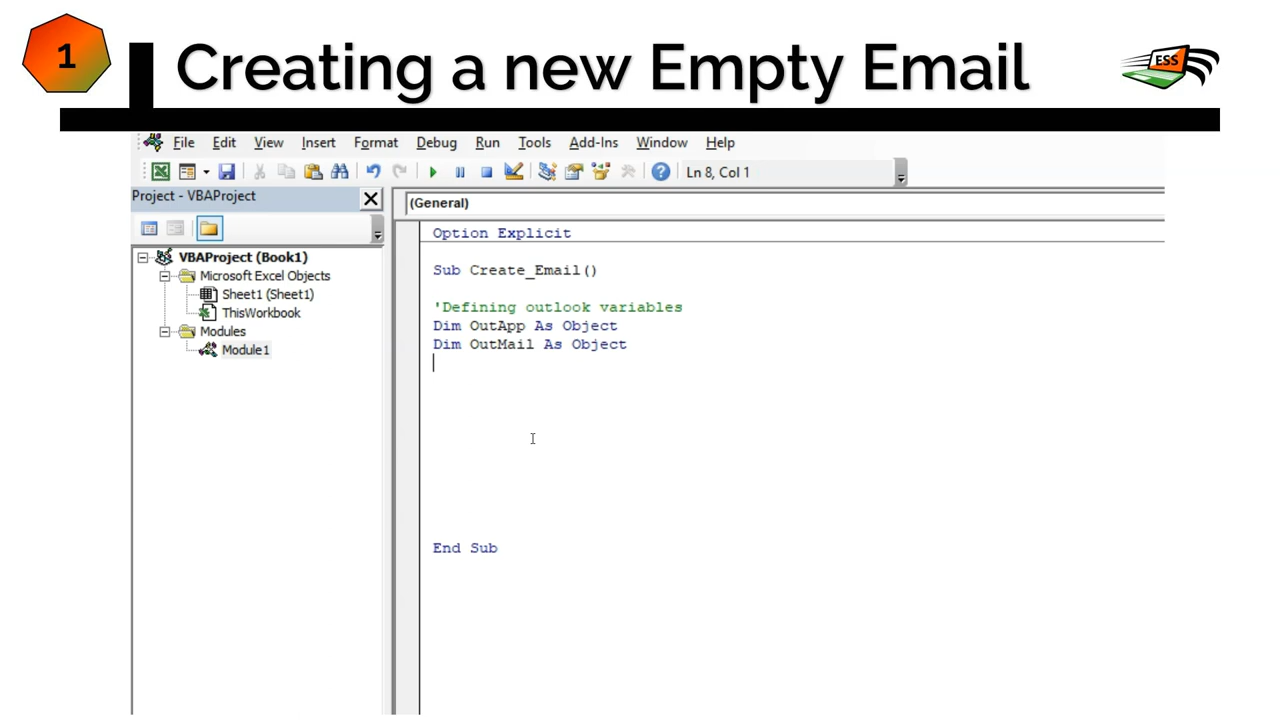 1
Creating a new Empty Email
ESS
File Edit View Insert Format Debug Run Tools Add-Ins Window Help
Ln 8, Col 1
Project - VBAProject
(General)
VBAProject (Book1)
Microsoft Excel Objects
Sheet1 (Sheet1)
ThisWorkbook
Modules
Module1
Option Explicit
Sub Create_Email()
'Defining outlook variables
Dim OutApp As Object
Dim OutMail As Object
End Sub